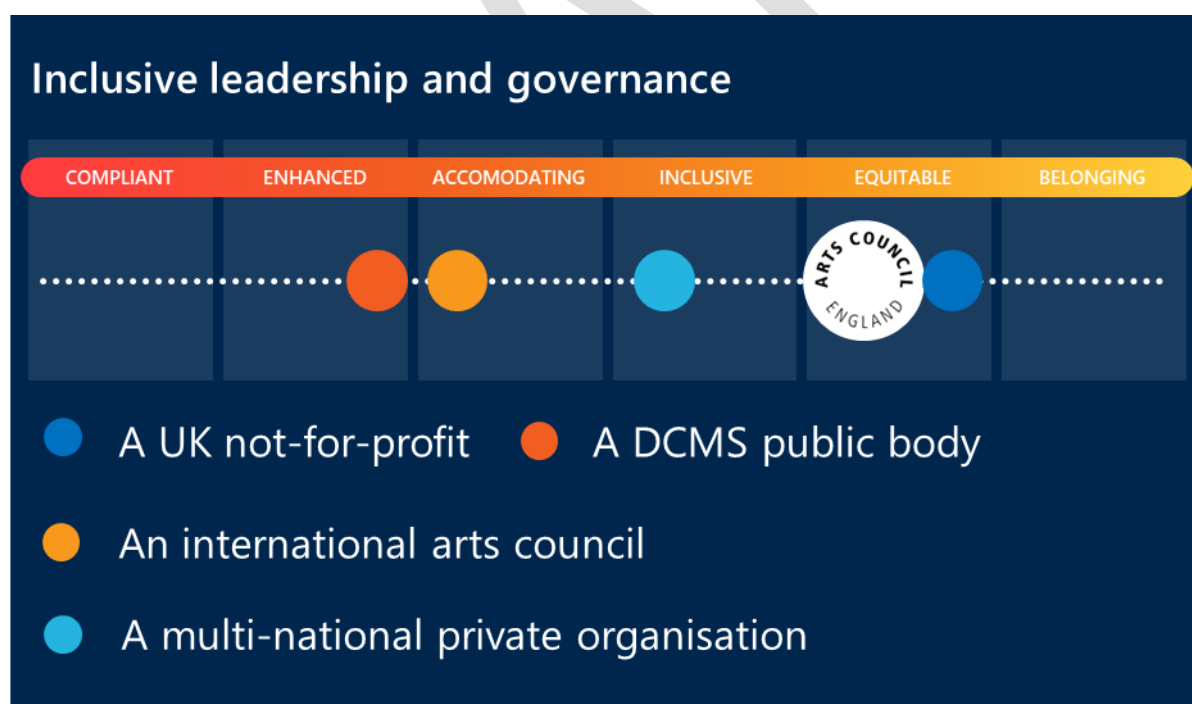 Inclusive leadership and governance
COMPLIANT ENHANCED ACCOMODATING INCLUSIVE EQUITABLE BELONGING
ARTS COUNCIL
ENGLAND
A UK not-for-profit A DCMS public body
An international arts council
A multi-national private organisation